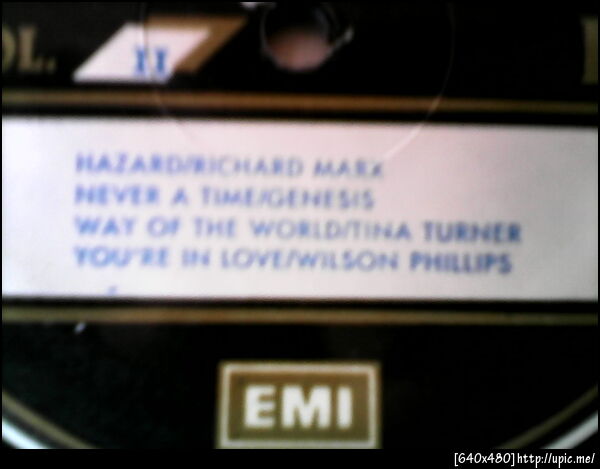 OL. II
HAZARD/RICHARD MARX
NEVER A TIME/GENESIS
WAY OF THE WORLD/TINA TURNER
YOU'RE IN LOVE/WILSON PHILLIPS
EMI
[640x480]http://upic.me/